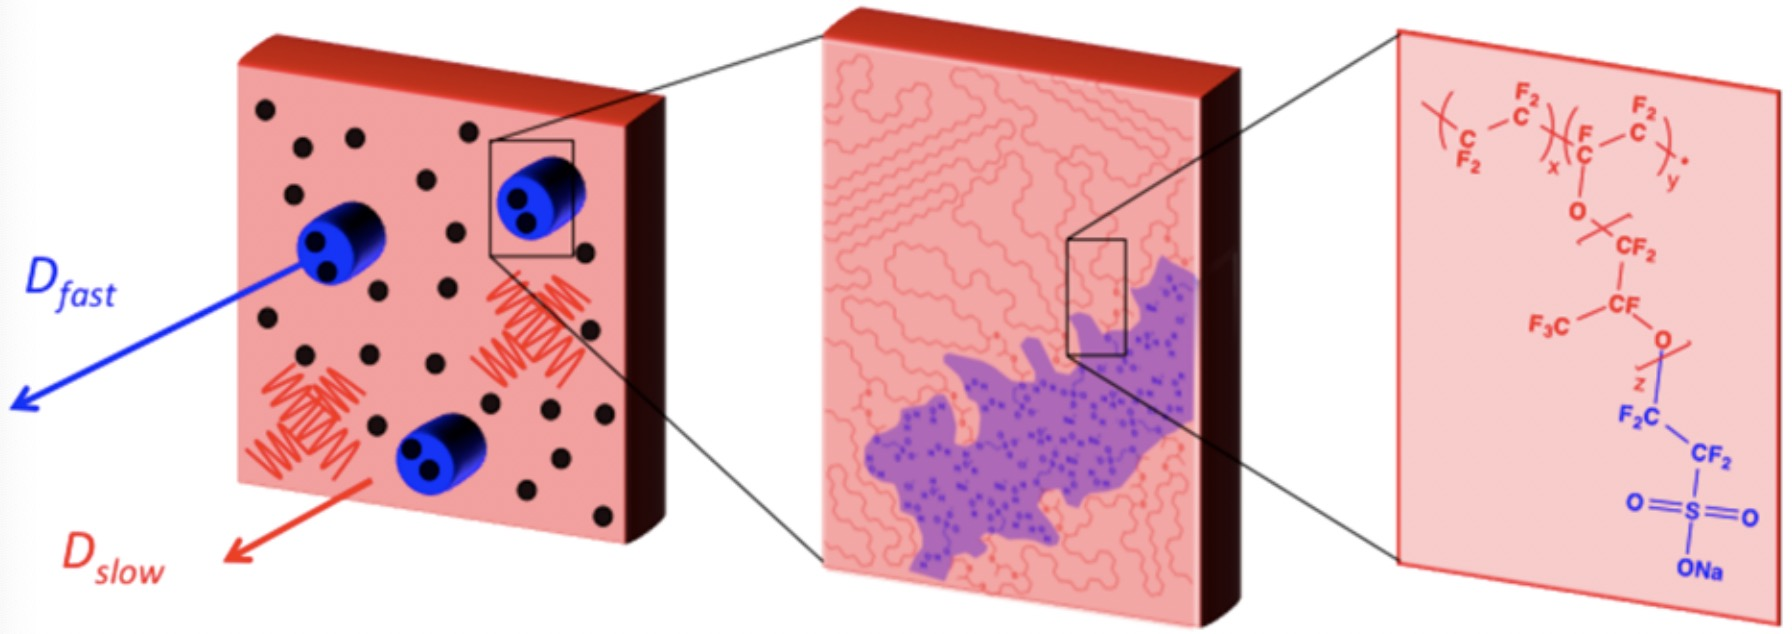 D_fast
D_slow
F₂
C
C
F₂
x
F
C
F₂
C
y
O
CF₂
CF
F₃C
O
z
F₂C
CF₂
O=S=O
ONa